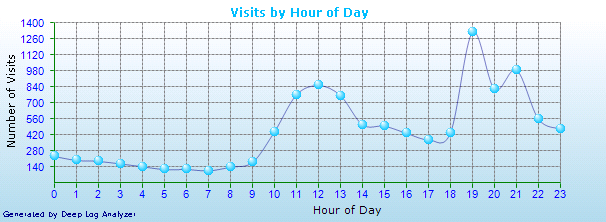 Visits by Hour of Day
Number of Visits
1400
1260
1120
980
840
700
560
420
280
140
0 1 2 3 4 5 6 7 8 9 10 11 12 13 14 15 16 17 18 19 20 21 22 23
Hour of Day
Generated by Deep Log Analyzer